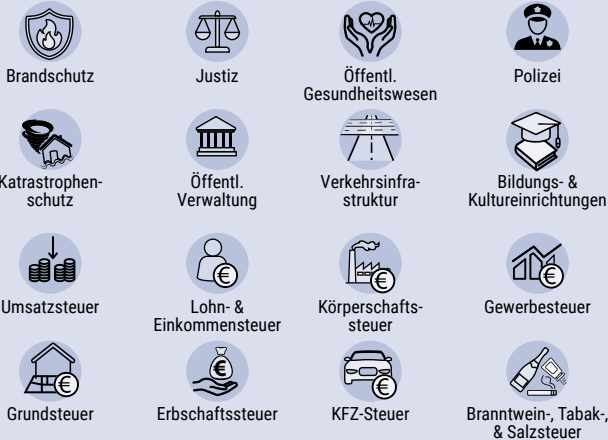 Brandschutz
Justiz
Öffentl.
Gesundheitswesen
Polizei
Katrastrophen-
schutz
Öffentl.
Verwaltung
Verkehrsinfra-
struktur
Bildungs- &
Kultureinrichtungen
Umsatzsteuer
Lohn- &
Einkommensteuer
Körperschafts-
steuer
Gewerbesteuer
Grundsteuer
Erbschaftssteuer
KFZ-Steuer
Branntwein-, Tabak-,
& Salzsteuer